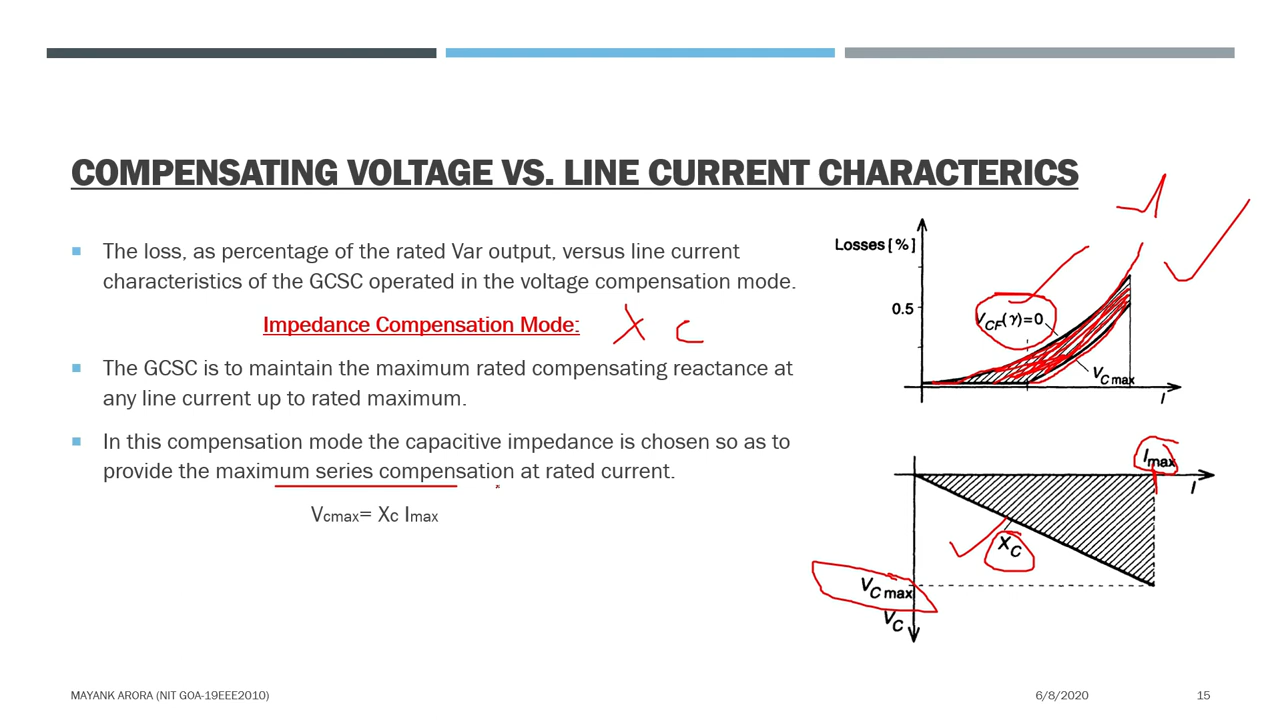 COMPENSATING VOLTAGE VS. LINE CURRENT CHARACTERICS
The loss, as percentage of the rated Var output, versus line current
characteristics of the GCSC operated in the voltage compensation mode.
Impedance Compensation Mode: X c
The GCSC is to maintain the maximum rated compensating reactance at
any line current up to rated maximum.
In this compensation mode the capacitive impedance is chosen so as to
provide the maximum series compensation at rated current.
Vcmax= Xc Imax
Losses [%]
0.5
VCF(γ)=0
VC max
I
Imax
I
XC
VC max
VC
MAYANK ARORA (NIT GOA-19EEE2010)
6/8/2020
15